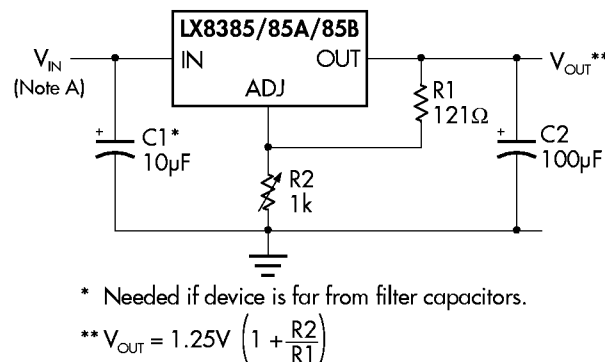 LX8385/85A/85B
V_IN
(Note A)
IN
OUT
ADJ
V_OUT**
R1
121Ω
+
C1*
10µF
R2
1k
+
C2
100µF
* Needed if device is far from filter capacitors.
** V_OUT = 1.25V (1 + R2/R1)